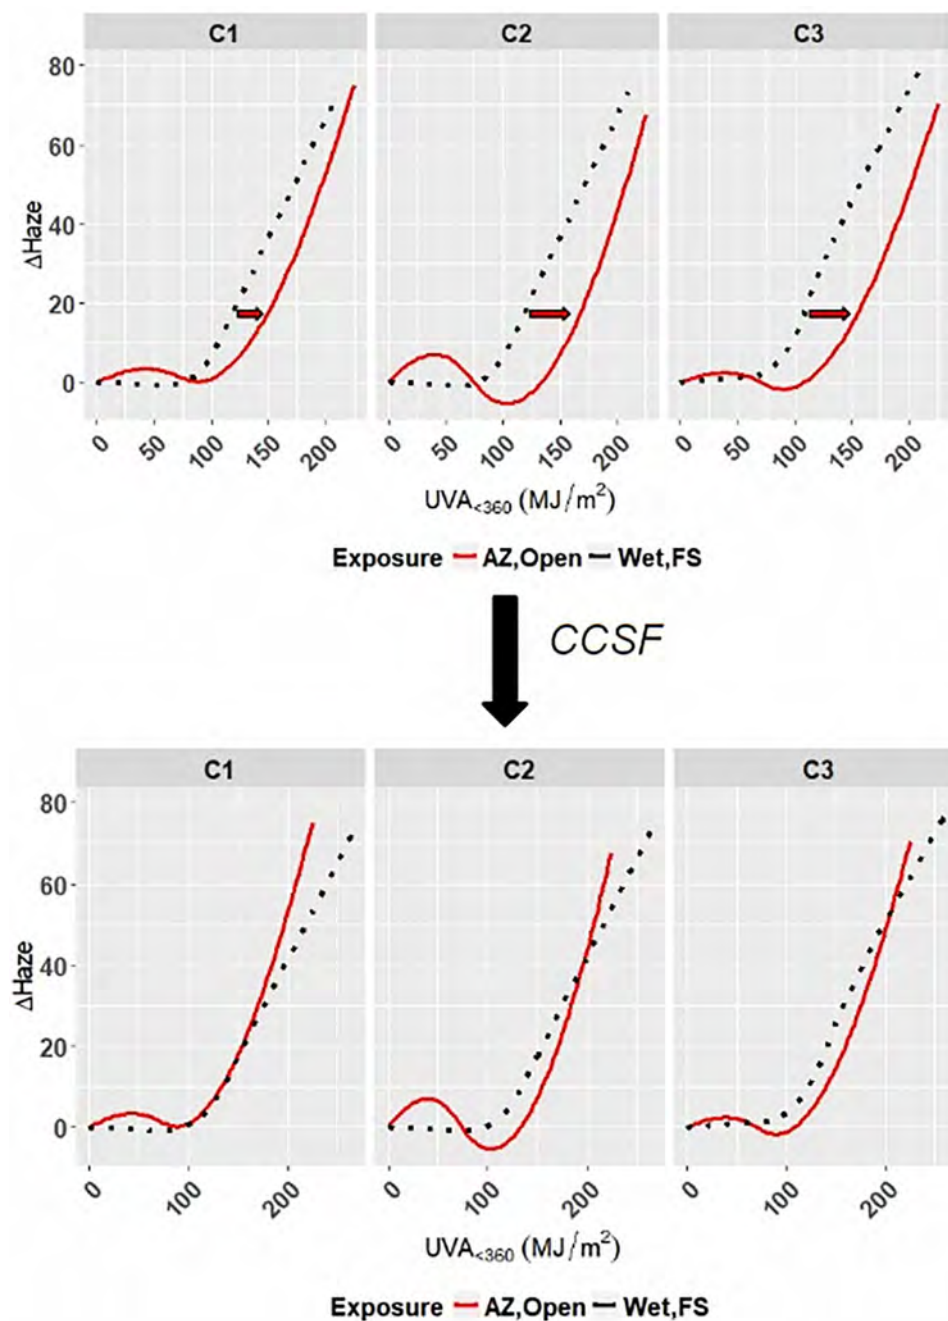 C1 C2 C3
80
60
40
20
0
ΔHaze
0 50 100 150 200 0 50 100 150 200 0 50 100 150 200
UVA<360 (MJ/m²)
Exposure AZ,Open Wet,FS
CCSF
C1 C2 C3
80
60
40
20
0
ΔHaze
0 100 200 0 100 200 0 100 200
UVA<360 (MJ/m²)
Exposure AZ,Open Wet,FS